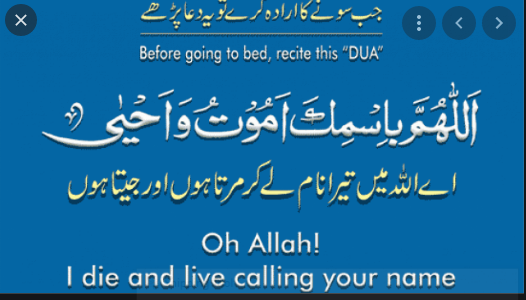 جب سونے کا ارادہ کرے تو یہ دعا پڑھے
Before going to bed, recite this “DUA”
اَللّٰهُمَّ بِاسْمِكَ اَمُوْتُ وَاَحْيٰى
اے اللہ میں تیرا نام لے کر مرتا ہوں اور جیتا ہوں
Oh Allah!
I die and live calling your name